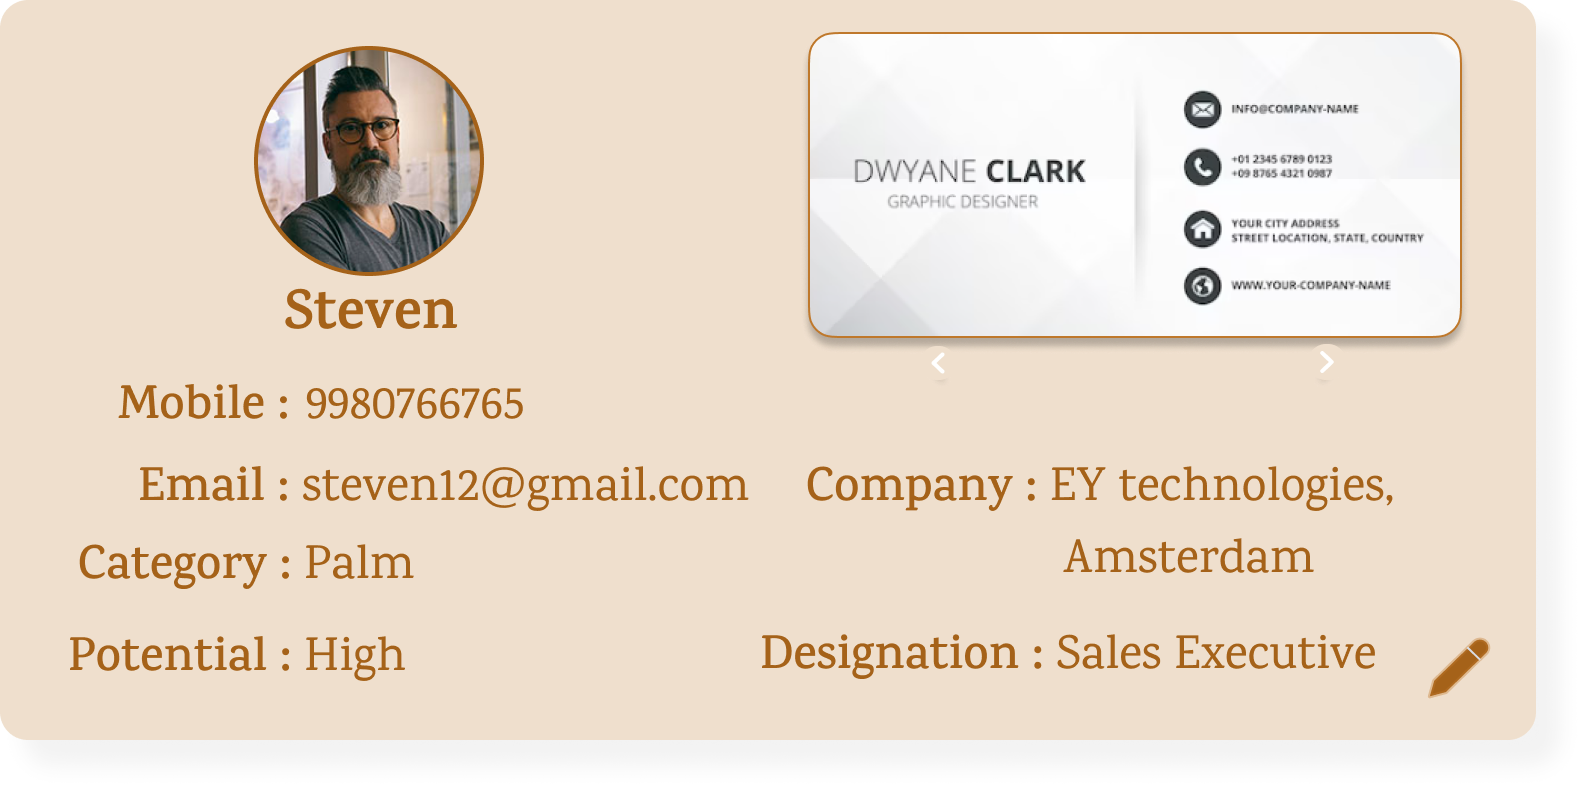 Steven
Mobile : 9980766765
Email : steven12@gmail.com
Category : Palm
Potential : High
DWYANE CLARK
GRAPHIC DESIGNER
INFO@COMPANY-NAME
+01 2345 6789 0123
+09 8765 4321 0987
YOUR CITY ADDRESS
STREET LOCATION, STATE, COUNTRY
WWW.YOUR-COMPANY-NAME
Company : EY technologies,
Amsterdam
Designation : Sales Executive